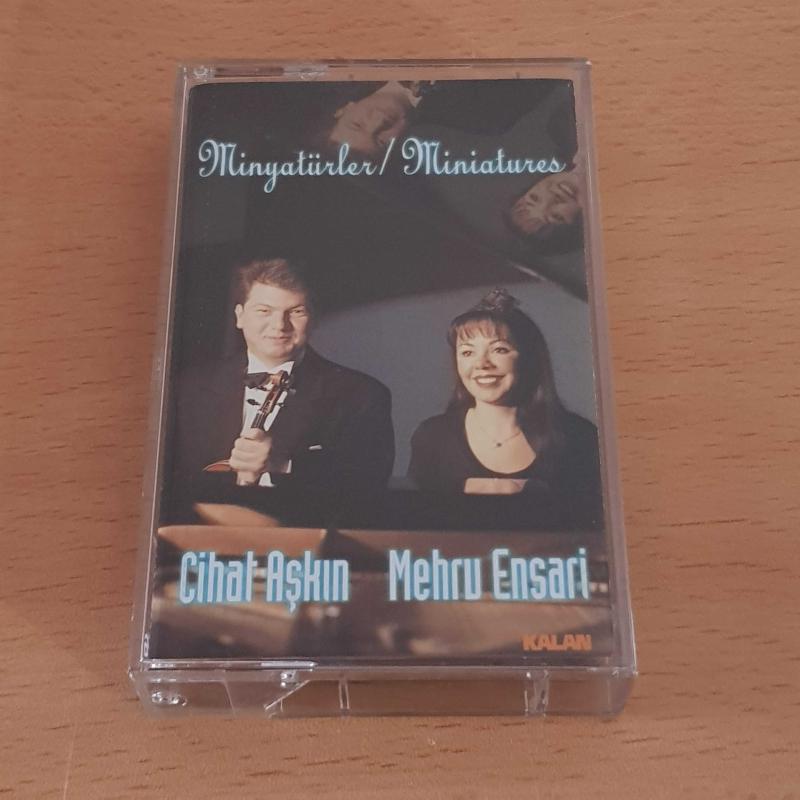 Minyatürler / Miniatures
Cihat Aşkın Mehru Ensari
KALAN